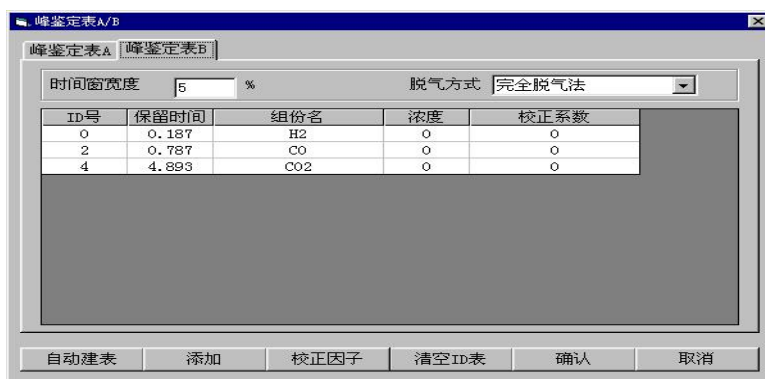 峰鉴定表A/B
峰鉴定表A 峰鉴定表B
时间窗宽度 5 % 脱气方式 完全脱气法
ID号 保留时间 组份名 浓度 校正系数
0 0.187 H2 0 0
2 0.787 CO 0 0
4 4.893 CO2 0 0
自动建表 添加 校正因子 清空ID表 确认 取消